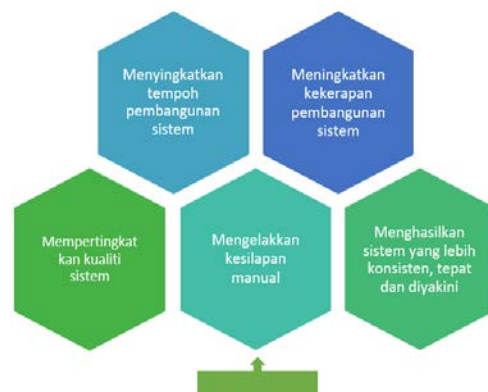 Menyingkatkan
tempoh
pembangunan
sistem
Meningkatkan
kekerapan
pembangunan
sistem
Mempertingkat
kan kualiti
sistem
Mengelakkan
kesilapan
manual
Menghasilkan
sistem yang lebih
konsisten, tepat
dan diyakini